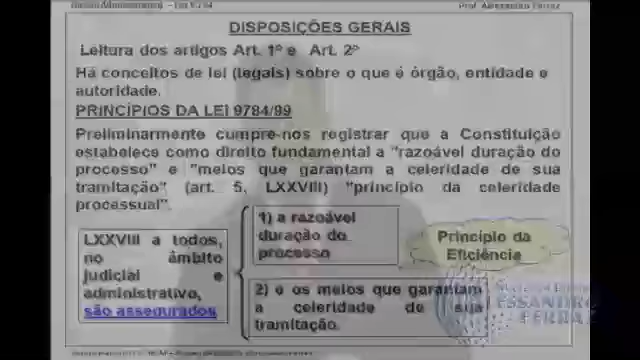 DISPOSIÇÕES GERAIS
Leitura dos artigos Art. 1º e Art. 2º
Há conceitos de lei (legais) sobre o que é órgão, entidade e
autoridade.
PRINCÍPIOS DA LEI 9784/99
Preliminarmente cumpre-nos registrar que a Constituição
estabelece como direito fundamental a "razoável duração do
processo" e "meios que garantam a celeridade de sua
tramitação" (art. 5, LXXVIII) "princípio da celeridade
processual".
LXXVIII a todos,
no âmbito
judicial e
administrativo,
são assegurados
1) a razoável
duração do
processo
2) e os meios que garantam
a celeridade de sua
tramitação.
Princípio da
Eficiência
ESSANDRO
FERRAZ